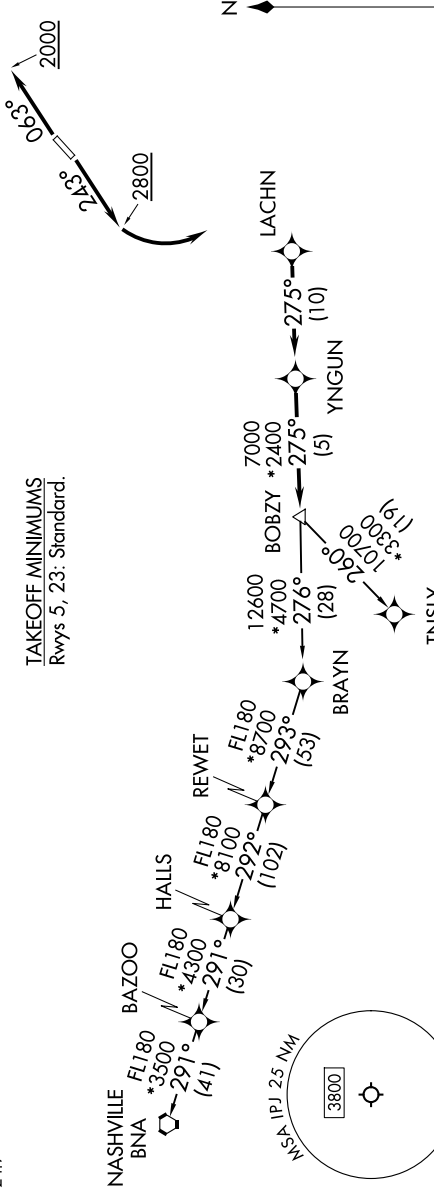 TAKEOFF MINIMUMS
Rwys 5, 23: Standard.
063°
2000
243°
2800
N
NASHVILLE
BNA
FL180
*3500
291°
(41)
BAZOO
FL180
*4300
291°
(30)
HALLS
FL180
*8100
292°
(102)
REWET
FL180
*8700
293°
(53)
BRAYN
12600
*4700
276°
(28)
BOBZY
7000
*2400
275°
(5)
YNGUN
275°
(10)
LACHN
260°
10700
*3300
(19)
MSA IPJ 25 NM
3800